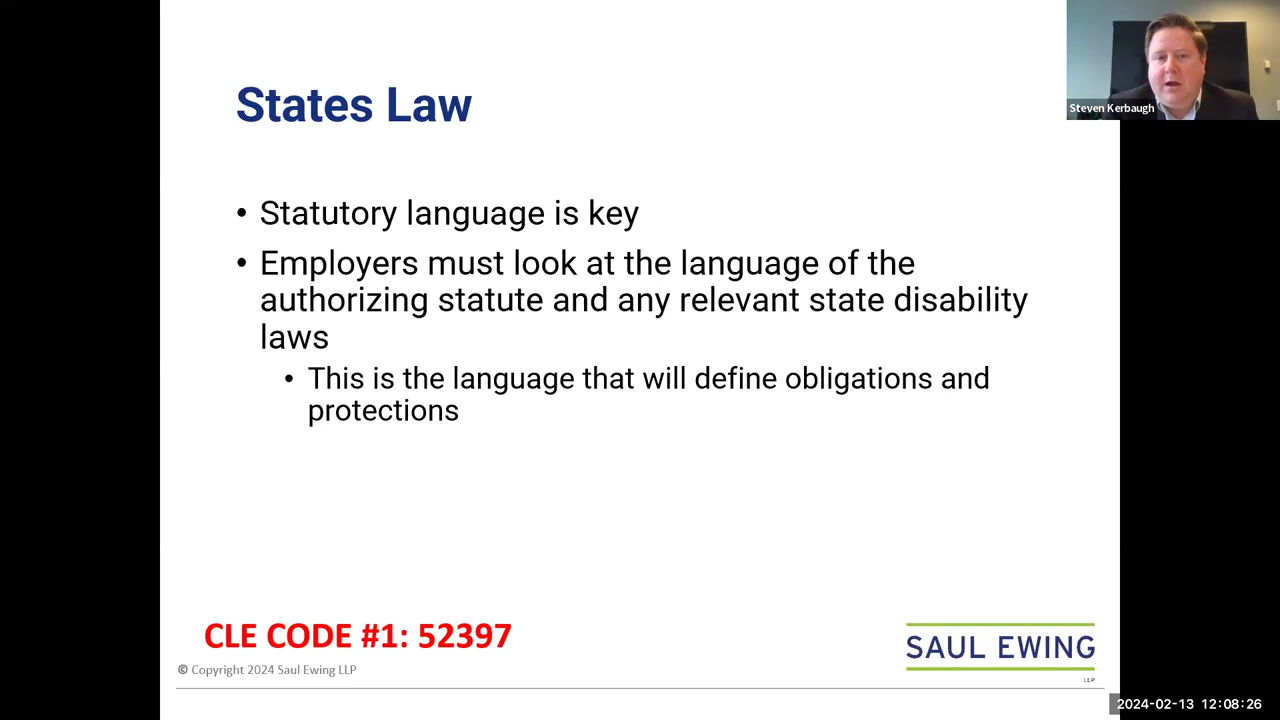 Steven Kerbaugh
States Law
• Statutory language is key
• Employers must look at the language of the
authorizing statute and any relevant state disability
laws
• This is the language that will define obligations and
protections
CLE CODE #1: 52397
© Copyright 2024 Saul Ewing LLP
SAUL EWING
LLP
2024-02-13 12:08:26